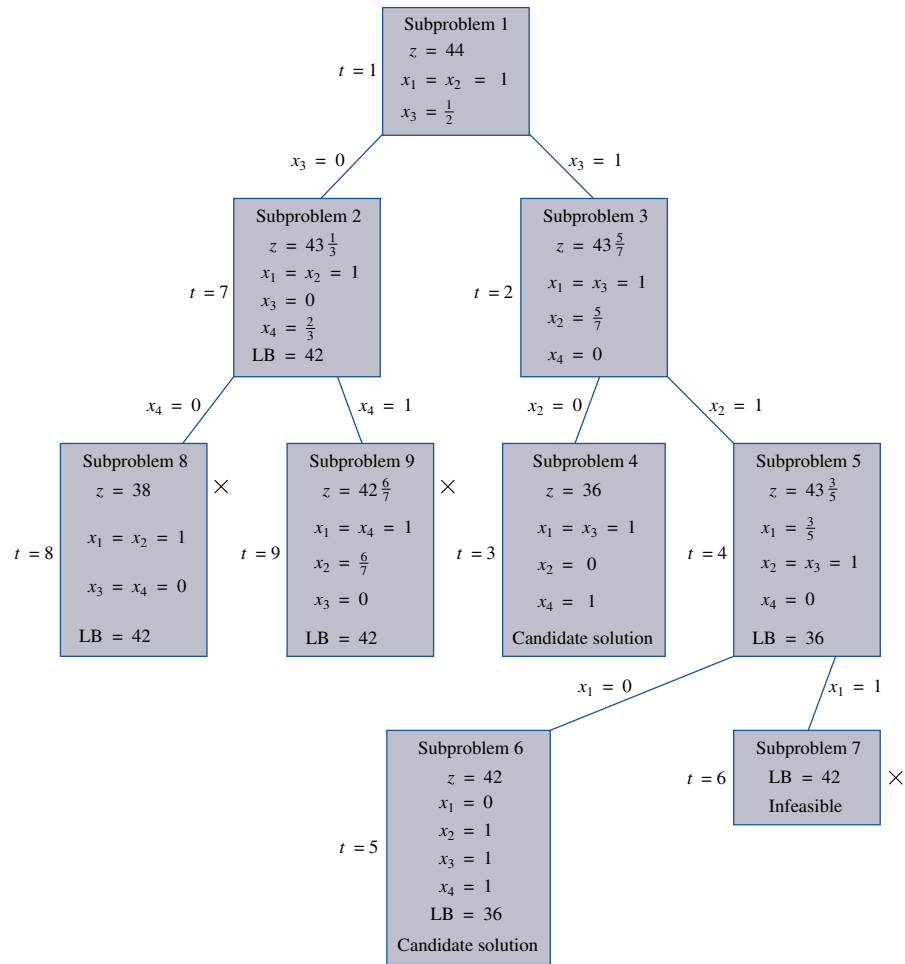 Subproblem 1
z = 44
t = 1
x₁ = x₂ = 1
x₃ = 1/2
x₃ = 0
x₃ = 1
Subproblem 2
z = 43 1/3
x₁ = x₂ = 1
t = 7
x₃ = 0
x₄ = 2/3
LB = 42
Subproblem 3
z = 43 5/7
x₁ = x₃ = 1
t = 2
x₂ = 5/7
x₄ = 0
x₄ = 0
x₄ = 1
x₂ = 0
x₂ = 1
Subproblem 8
z = 38
×
x₁ = x₂ = 1
t = 8
x₃ = x₄ = 0
LB = 42
Subproblem 9
z = 42 6/7
×
x₁ = x₄ = 1
t = 9
x₂ = 6/7
x₃ = 0
LB = 42
Subproblem 4
z = 36
x₁ = x₃ = 1
t = 3
x₂ = 0
x₄ = 1
Candidate solution
Subproblem 5
z = 43 3/5
x₁ = 3/5
t = 4
x₂ = x₃ = 1
x₄ = 0
LB = 36
x₁ = 0
x₁ = 1
Subproblem 6
z = 42
x₁ = 0
x₂ = 1
t = 5
x₃ = 1
x₄ = 1
LB = 36
Candidate solution
Subproblem 7
t = 6
LB = 42
×
Infeasible